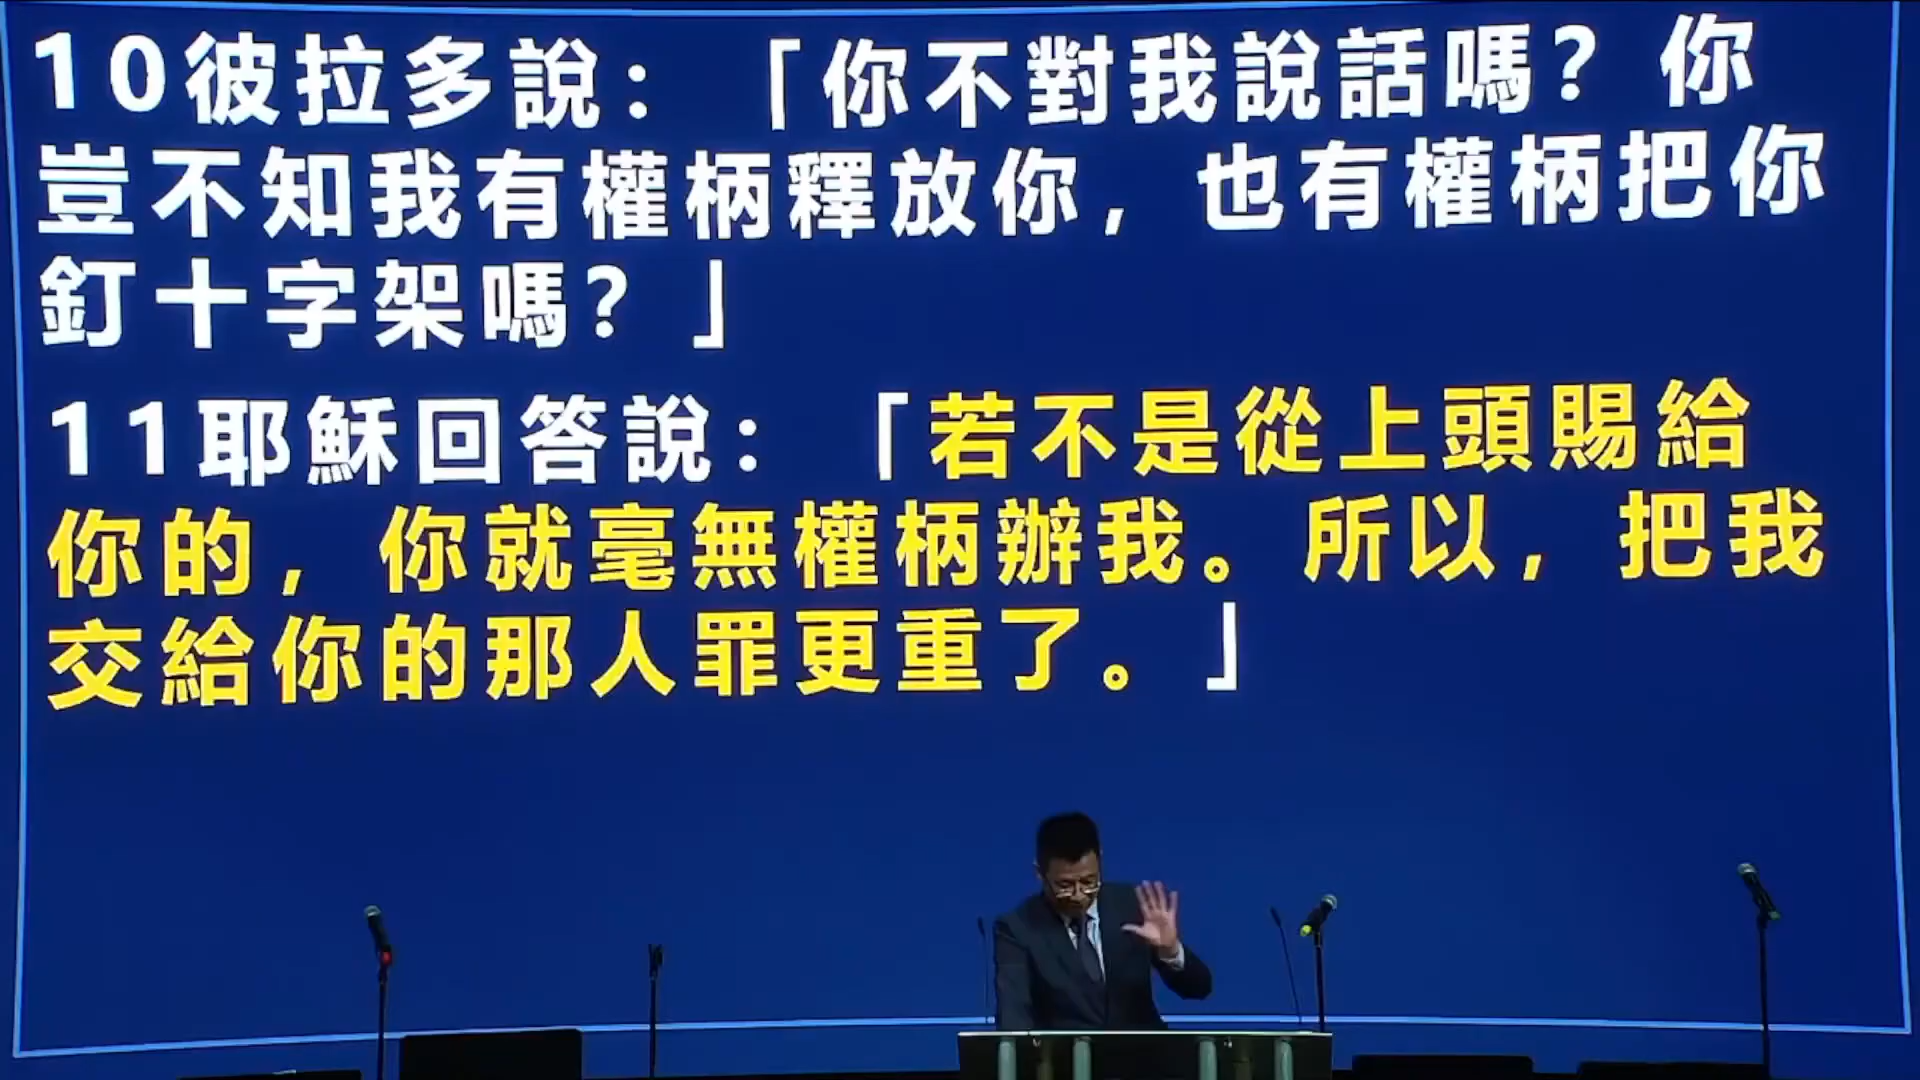 10彼拉多說：「你不對我說話嗎？你
豈不知我有權柄釋放你，也有權柄把你
釘十字架嗎？」
11耶穌回答說：「若不是從上頭賜給
你的，你就毫無權柄辦我。所以，把我
交給你的那人罪更重了。」